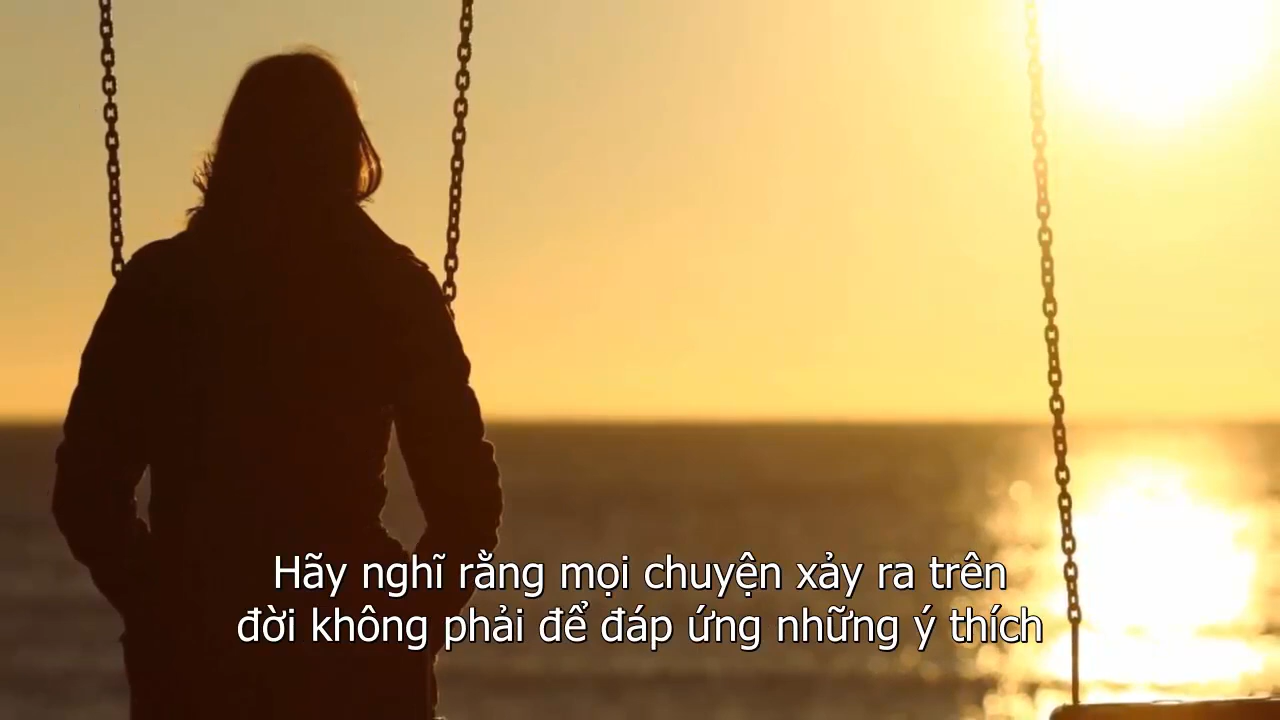 Hãy nghĩ rằng mọi chuyện xảy ra trên
đời không phải để đáp ứng những ý thích